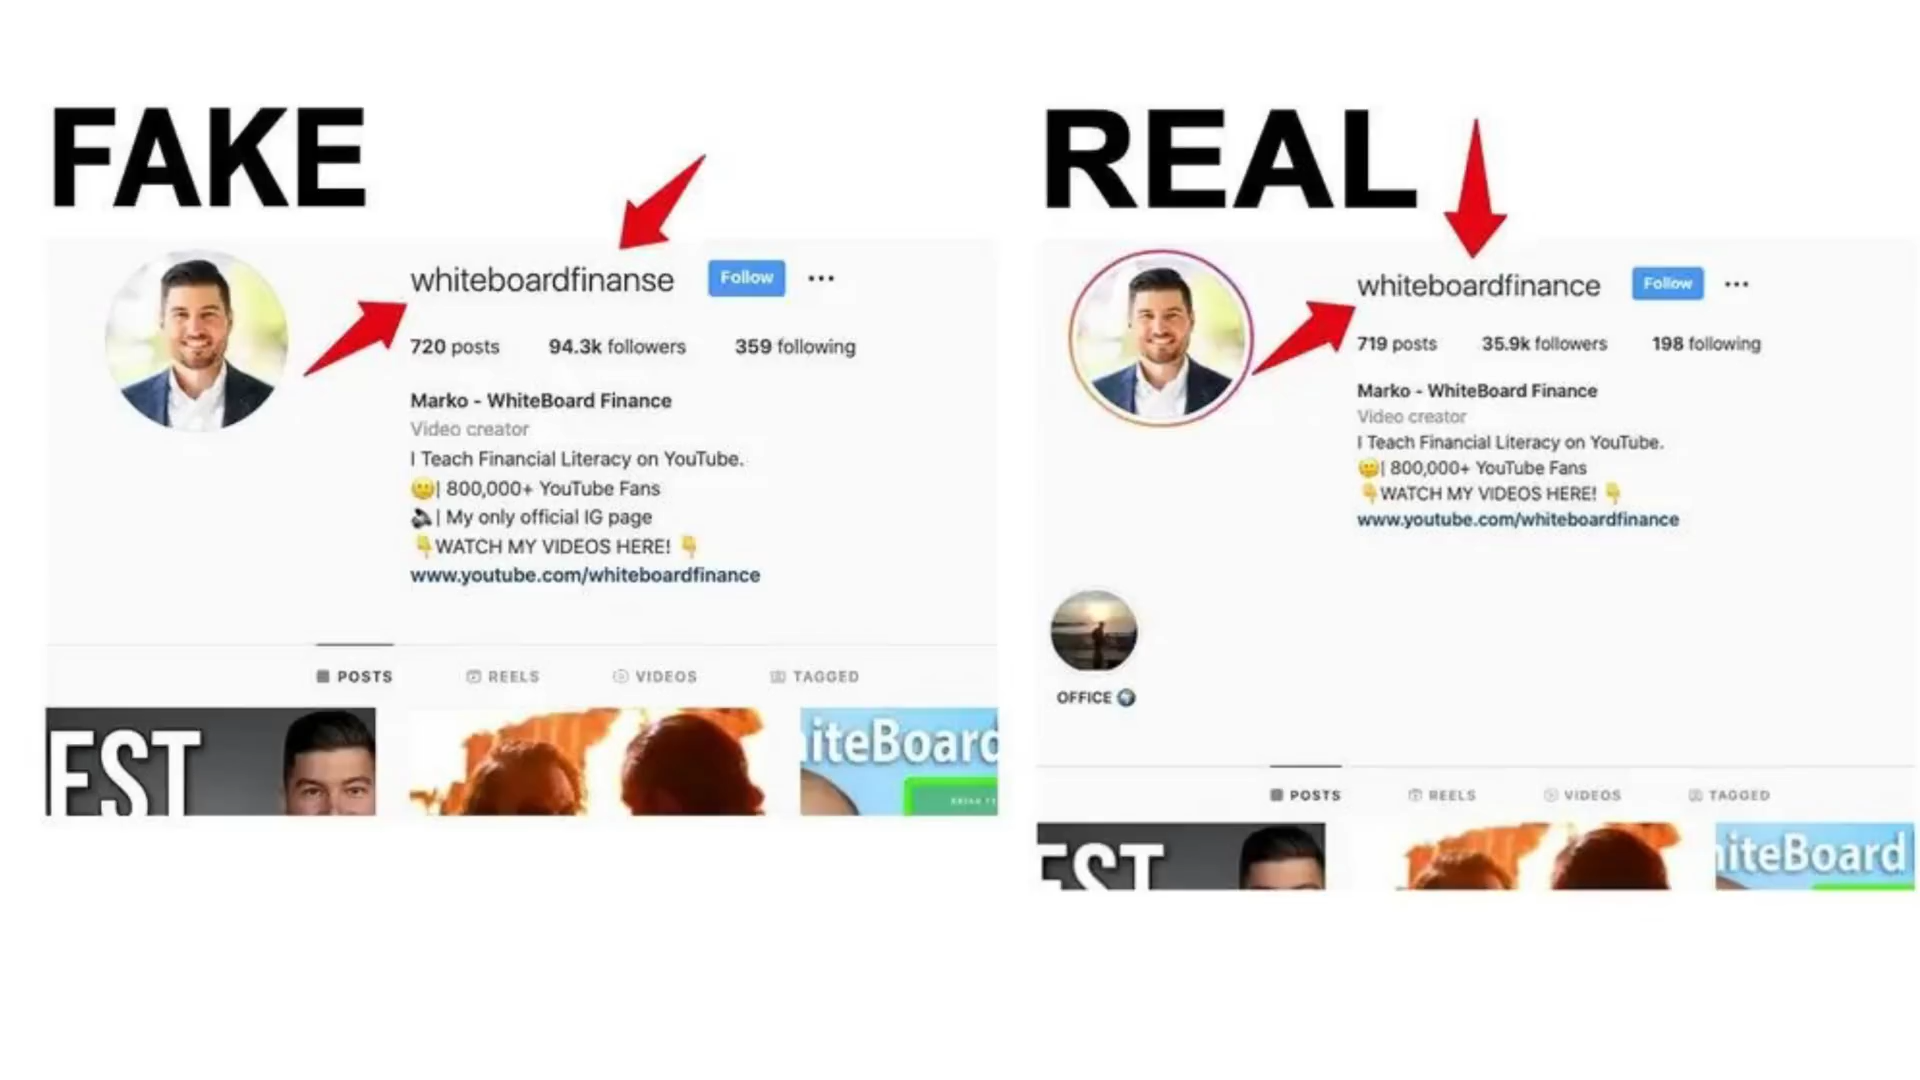 FAKE
whiteboardfinanse Follow
720 posts 94.3k followers 359 following
Marko - WhiteBoard Finance
Video creator
I Teach Financial Literacy on YouTube.
| 800,000+ YouTube Fans
| My only official IG page
WATCH MY VIDEOS HERE!
www.youtube.com/whiteboardfinance
POSTS REELS VIDEOS TAGGED
EST
iteBoard
REAL
whiteboardfinance Follow
719 posts 35.9k followers 198 following
Marko - WhiteBoard Finance
Video creator
I Teach Financial Literacy on YouTube.
| 800,000+ YouTube Fans
WATCH MY VIDEOS HERE!
www.youtube.com/whiteboardfinance
OFFICE
POSTS REELS VIDEOS TAGGED
EST
iteBoard